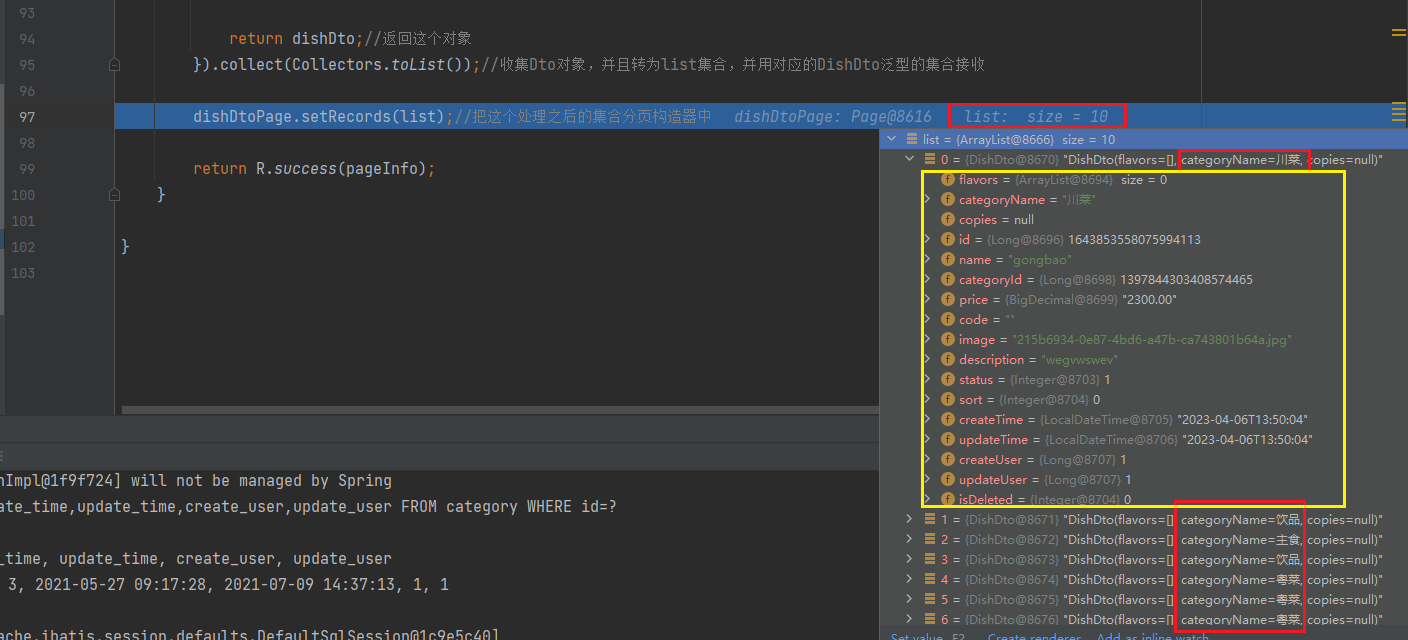 93
94 return dishDto;//返回这个对象
95 }).collect(Collectors.toList());//收集Dto对象，并且转为list集合，并用对应的DishDto泛型的集合接收
96
97 dishDtoPage.setRecords(list);//把这个处理之后的集合分页构造器中 dishDtoPage: Page@8616 list: size = 10
98
99 return R.success(pageInfo);
100 }
101
102 }
103
list = {ArrayList@8666} size = 10
0 = {DishDto@8670} "DishDto(flavors=[], categoryName=川菜, copies=null)"
f flavors = {ArrayList@8694} size = 0
f categoryName = "川菜"
f copies = null
f id = {Long@8696} 1643853558075994113
f name = "gongbao"
f categoryId = {Long@8698} 1397844303408574465
f price = {BigDecimal@8699} "2300.00"
f code = ""
f image = "215b6934-0e87-4bd6-a47b-ca743801b64a.jpg"
f description = "wegvwswev"
f status = {Integer@8703} 1
f sort = {Integer@8704} 0
f createTime = {LocalDateTime@8705} "2023-04-06T13:50:04"
f updateTime = {LocalDateTime@8706} "2023-04-06T13:50:04"
f createUser = {Long@8707} 1
f updateUser = {Long@8707} 1
f isDeleted = {Integer@8704} 0
1 = {DishDto@8671} "DishDto(flavors=[] categoryName=饮品, copies=null)"
2 = {DishDto@8672} "DishDto(flavors=[] categoryName=主食, copies=null)"
3 = {DishDto@8673} "DishDto(flavors=[] categoryName=饮品, copies=null)"
4 = {DishDto@8674} "DishDto(flavors=[] categoryName=粤菜, copies=null)"
5 = {DishDto@8675} "DishDto(flavors=[] categoryName=粤菜, copies=null)"
6 = {DishDto@8676} "DishDto(flavors=[] categoryName=粤菜, copies=null)"
Set value F2 Create renderer Add as inline watch
nImpl@1f9f724] will not be managed by Spring
ate_time,update_time,create_user,update_user FROM category WHERE id=?
_time, update_time, create_user, update_user
3, 2021-05-27 09:17:28, 2021-07-09 14:37:13, 1, 1
ache.ibatis.session.defaults.DefaultSqlSession@1c9e5c40]